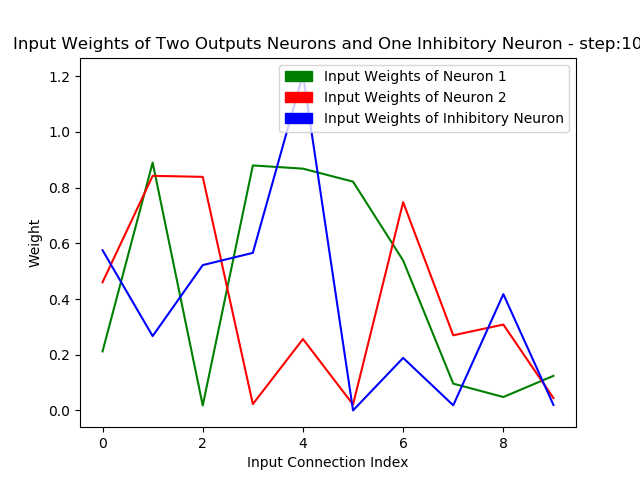 Input Weights of Two Outputs Neurons and One Inhibitory Neuron - step:10
Input Weights of Neuron 1
Input Weights of Neuron 2
Input Weights of Inhibitory Neuron
1.2
1.0
0.8
0.6
0.4
0.2
0.0
Weight
0 2 4 6 8
Input Connection Index